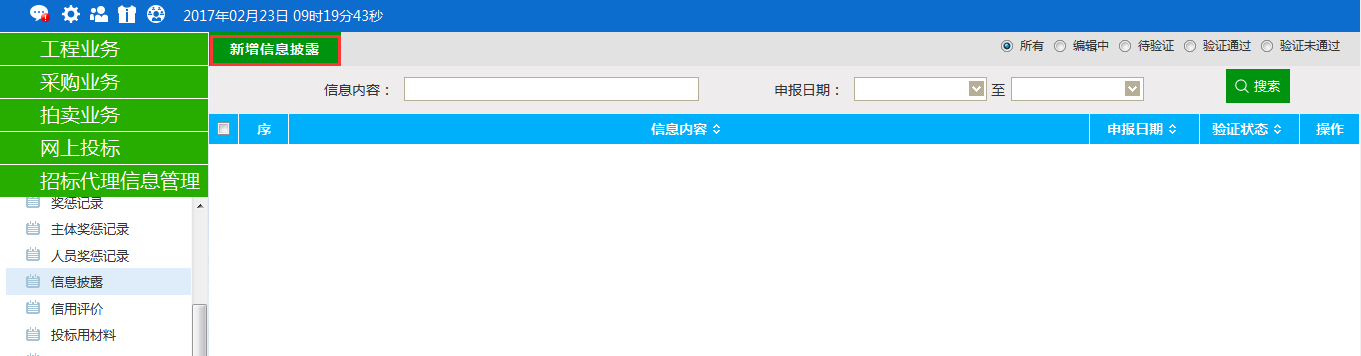 2017年02月23日 09时19分43秒
工程业务
采购业务
拍卖业务
网上投标
招标代理信息管理
奖惩记录
主体奖惩记录
人员奖惩记录
信息披露
信用评价
投标用材料
新增信息披露
所有 编辑中 待验证 验证通过 验证未通过
信息内容： 申报日期： 至 搜索
序 信息内容 申报日期 验证状态 操作